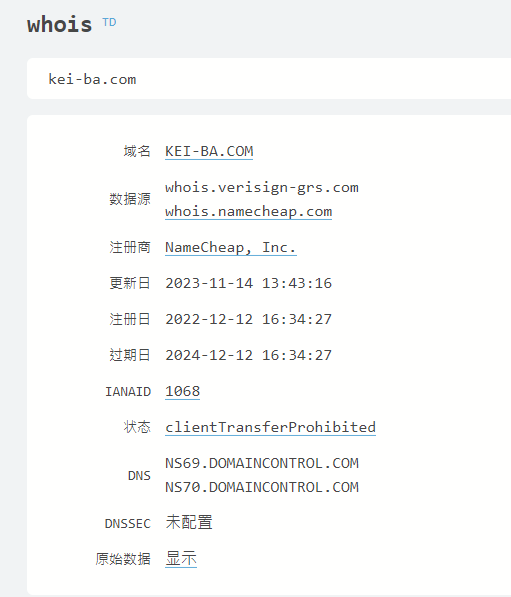 whois TD
kei-ba.com
域名 KEI-BA.COM
数据源 whois.verisign-grs.com
whois.namecheap.com
注册商 NameCheap, Inc.
更新日 2023-11-14 13:43:16
注册日 2022-12-12 16:34:27
过期日 2024-12-12 16:34:27
IANAID 1068
状态 clientTransferProhibited
DNS NS69.DOMAINCONTROL.COM
NS70.DOMAINCONTROL.COM
DNSSEC 未配置
原始数据 显示